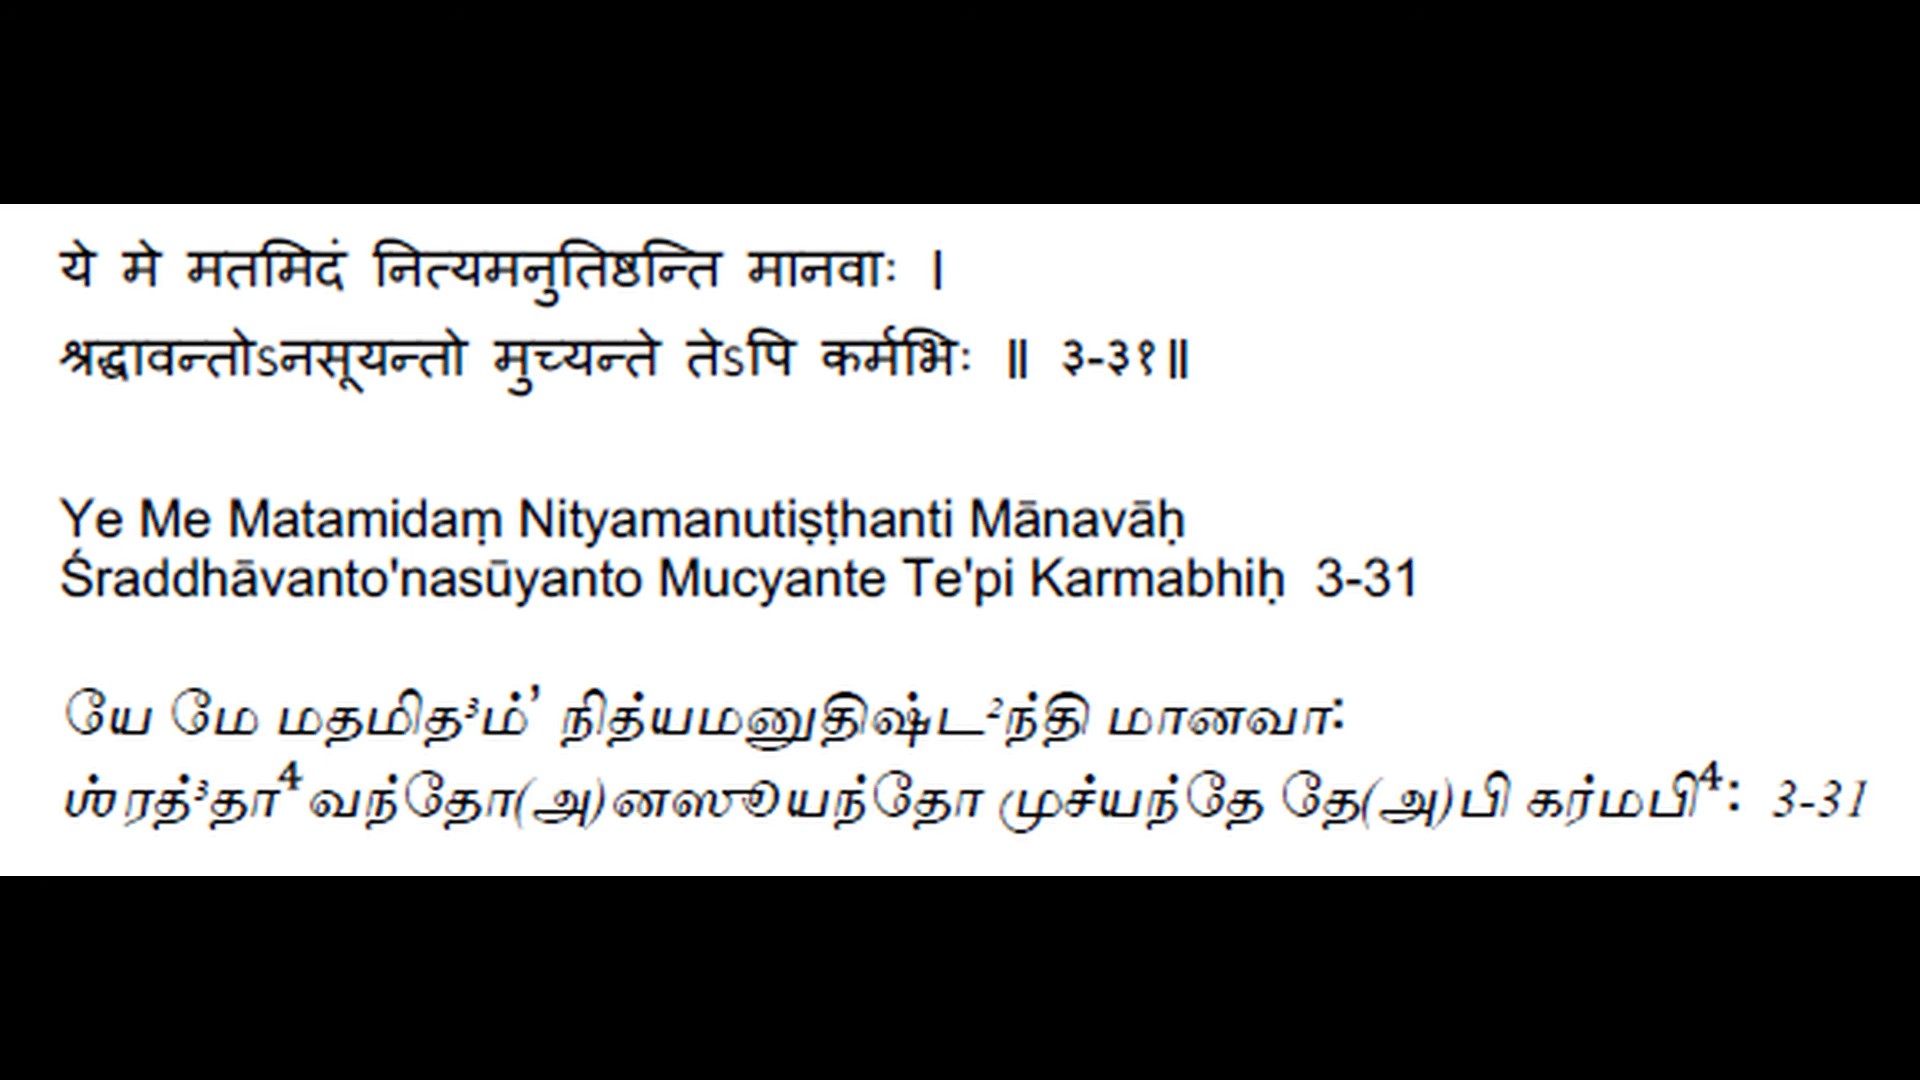 ये मे मतमिदं नित्यमनुतिष्ठन्ति मानवाः ।
श्रद्धावन्तोऽनसूयन्तो मुच्यन्ते तेऽपि कर्मभिः ॥ ३-३१॥
Ye Me Matamidaṃ Nityamanutiṣṭhanti Mānavāḥ
Śraddhāvanto'nasūyanto Mucyante Te'pi Karmabhiḥ 3-31
யே மே மதமித³ம்ʼ நித்யமனுதிஷ்ட²ந்தி மானவா:
ஶ்ரத்³தா⁴வந்தோ(அ)னஸூயந்தோ முச்யந்தே தே(அ)பி கர்மபி⁴: 3-31